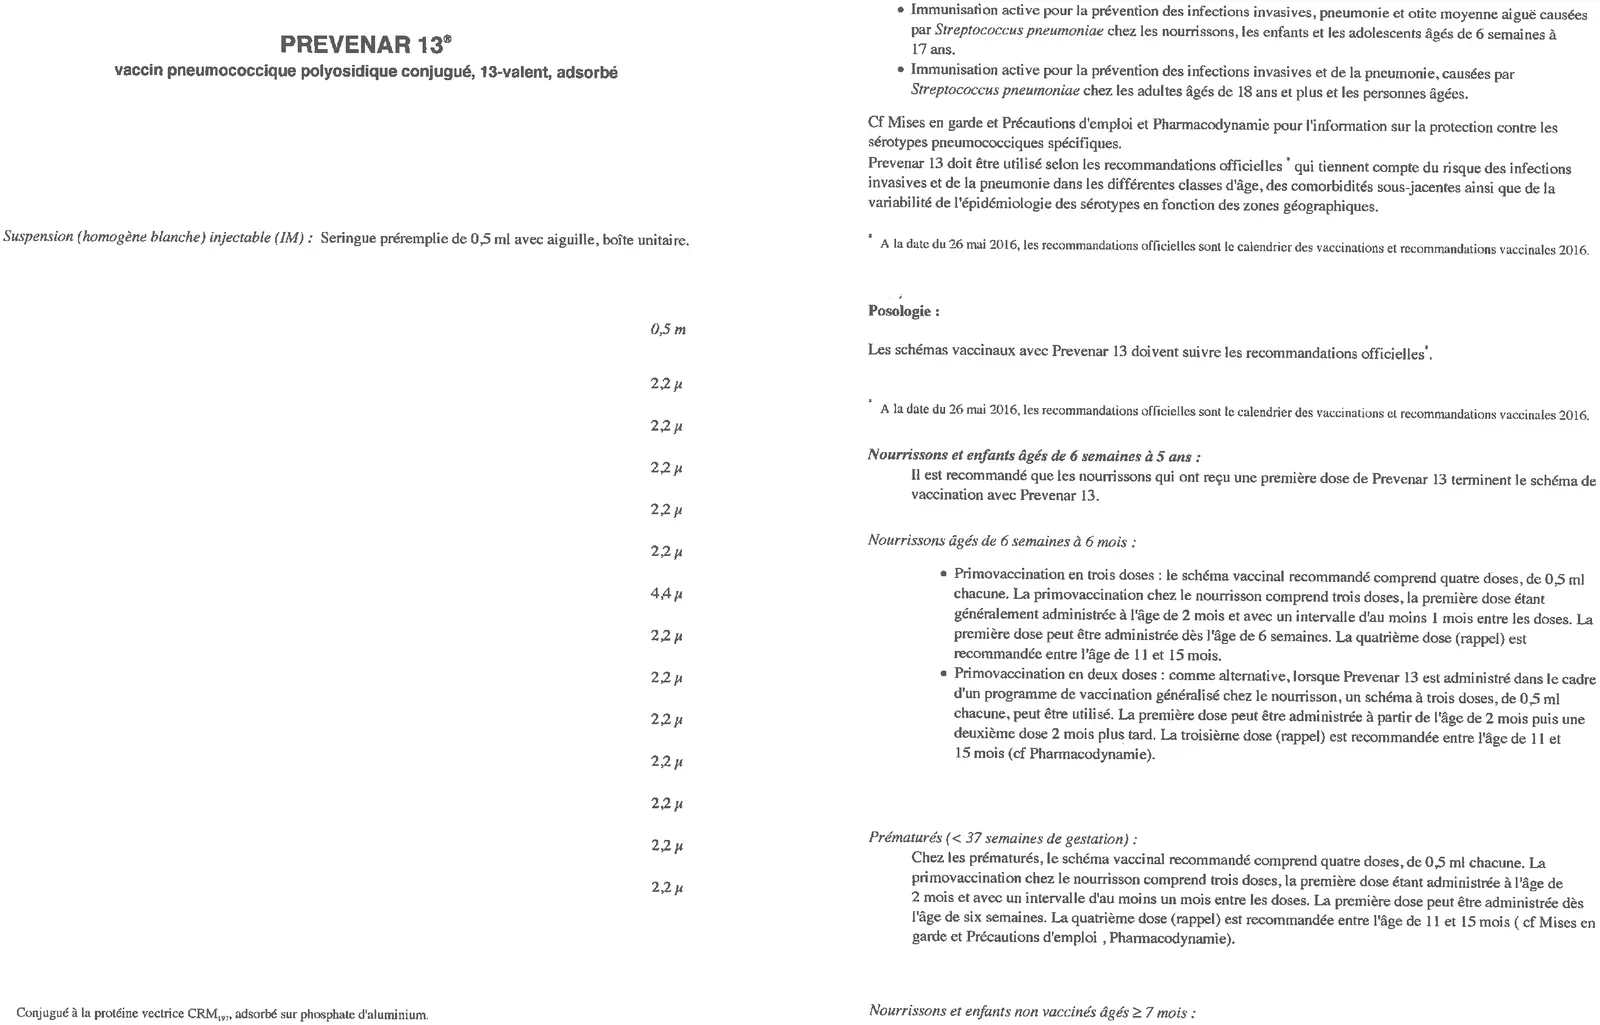 PREVENAR 13®
vaccin pneumococcique polyosidique conjugué, 13-valent, adsorbé
Suspension (homogène blanche) injectable (IM) : Seringue préremplie de 0,5 ml avec aiguille, boîte unitaire.
0,5 m
2,2 µ
2,2 µ
2,2 µ
2,2 µ
2,2 µ
4,4 µ
2,2 µ
2,2 µ
2,2 µ
2,2 µ
2,2 µ
2,2 µ
2,2 µ
Conjugué à la protéine vectrice CRM197, adsorbé sur phosphate d'aluminium.
• Immunisation active pour la prévention des infections invasives, pneumonie et otite moyenne aiguë causées
par Streptococcus pneumoniae chez les nourrissons, les enfants et les adolescents âgés de 6 semaines à
17 ans.
• Immunisation active pour la prévention des infections invasives et de la pneumonie, causées par
Streptococcus pneumoniae chez les adultes âgés de 18 ans et plus et les personnes âgées.
Cf Mises en garde et Précautions d'emploi et Pharmacodynamie pour l'information sur la protection contre les
sérotypes pneumococciques spécifiques.
Prevenar 13 doit être utilisé selon les recommandations officielles * qui tiennent compte du risque des infections
invasives et de la pneumonie dans les différentes classes d'âge, des comorbidités sous-jacentes ainsi que de la
variabilité de l'épidémiologie des sérotypes en fonction des zones géographiques.
* A la date du 26 mai 2016, les recommandations officielles sont le calendrier des vaccinations et recommandations vaccinales 2016.
Posologie :
Les schémas vaccinaux avec Prevenar 13 doivent suivre les recommandations officielles*.
* A la date du 26 mai 2016, les recommandations officielles sont le calendrier des vaccinations et recommandations vaccinales 2016.
Nourrissons et enfants âgés de 6 semaines à 5 ans :
Il est recommandé que les nourrissons qui ont reçu une première dose de Prevenar 13 terminent le schéma de
vaccination avec Prevenar 13.
Nourrissons âgés de 6 semaines à 6 mois :
• Primovaccination en trois doses : le schéma vaccinal recommandé comprend quatre doses, de 0,5 ml
chacune. La primovaccination chez le nourrisson comprend trois doses, la première dose étant
généralement administrée à l'âge de 2 mois et avec un intervalle d'au moins 1 mois entre les doses. La
première dose peut être administrée dès l'âge de 6 semaines. La quatrième dose (rappel) est
recommandée entre l'âge de 11 et 15 mois.
• Primovaccination en deux doses : comme alternative, lorsque Prevenar 13 est administré dans le cadre
d'un programme de vaccination généralisé chez le nourrisson, un schéma à trois doses, de 0,5 ml
chacune, peut être utilisé. La première dose peut être administrée à partir de l'âge de 2 mois puis une
deuxième dose 2 mois plus tard. La troisième dose (rappel) est recommandée entre l'âge de 11 et
15 mois (cf Pharmacodynamie).
Prématurés (< 37 semaines de gestation) :
Chez les prématurés, le schéma vaccinal recommandé comprend quatre doses, de 0,5 ml chacune. La
primovaccination chez le nourrisson comprend trois doses, la première dose étant administrée à l'âge de
2 mois et avec un intervalle d'au moins un mois entre les doses. La première dose peut être administrée dès
l'âge de six semaines. La quatrième dose (rappel) est recommandée entre l'âge de 11 et 15 mois ( cf Mises en
garde et Précautions d'emploi , Pharmacodynamie).
Nourrissons et enfants non vaccinés âgés ≥ 7 mois :